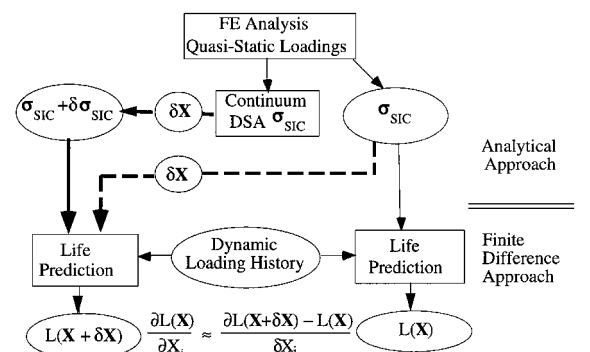 FE Analysis
Quasi-Static Loadings
σSIC + δσSIC
δX
Continuum
DSA σSIC
σSIC
Analytical
Approach
δX
Life
Prediction
Dynamic
Loading History
Life
Prediction
Finite
Difference
Approach
L(X + δX)
∂L(X)/∂Xi ≈ ∂L(X+δX) – L(X)/δXi
L(X)